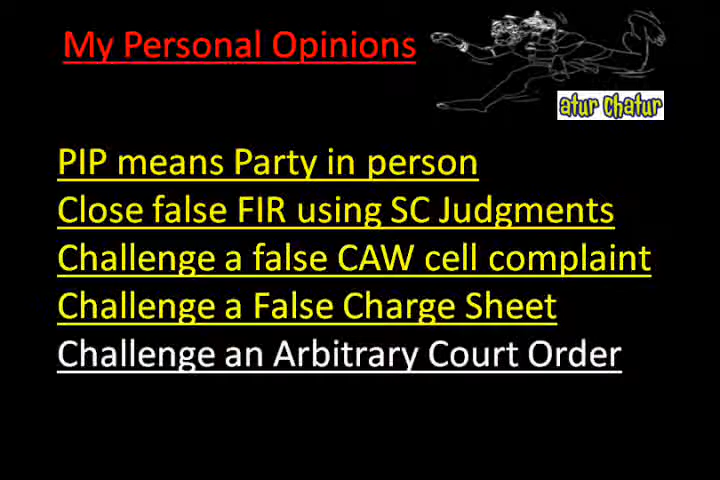 My Personal Opinions
atur chatur
PIP means Party in person
Close false FIR using SC Judgments
Challenge a false CAW cell complaint
Challenge a False Charge Sheet
Challenge an Arbitrary Court Order